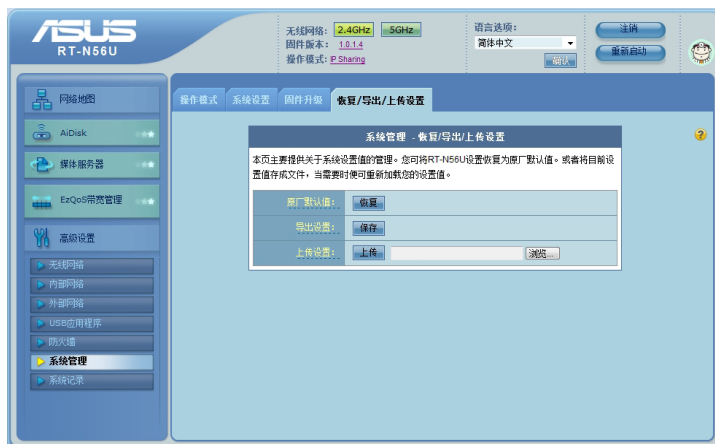 ASUS
RT-N56U
无线网络: 2.4GHz 5GHz
固件版本: 1.0.1.4
操作模式: IP Sharing
语言选项:
简体中文
确认
注销
重新启动
网络地图
AiDisk
媒体服务器
EzQoS带宽管理
高级设置
无线网络
内部网络
外部网络
USB应用程序
防火墙
系统管理
系统记录
操作模式 系统设置 固件升级 恢复/导出/上传设置
系统管理 - 恢复/导出/上传设置
本页主要提供关于系统设置值的管理。您可将RT-N56U设置恢复为原厂默认值。或者将目前设
置值存成文件，当需要时便可重新加载您的设置值。
原厂默认值: 恢复
导出设置: 保存
上传设置: 上传 浏览...